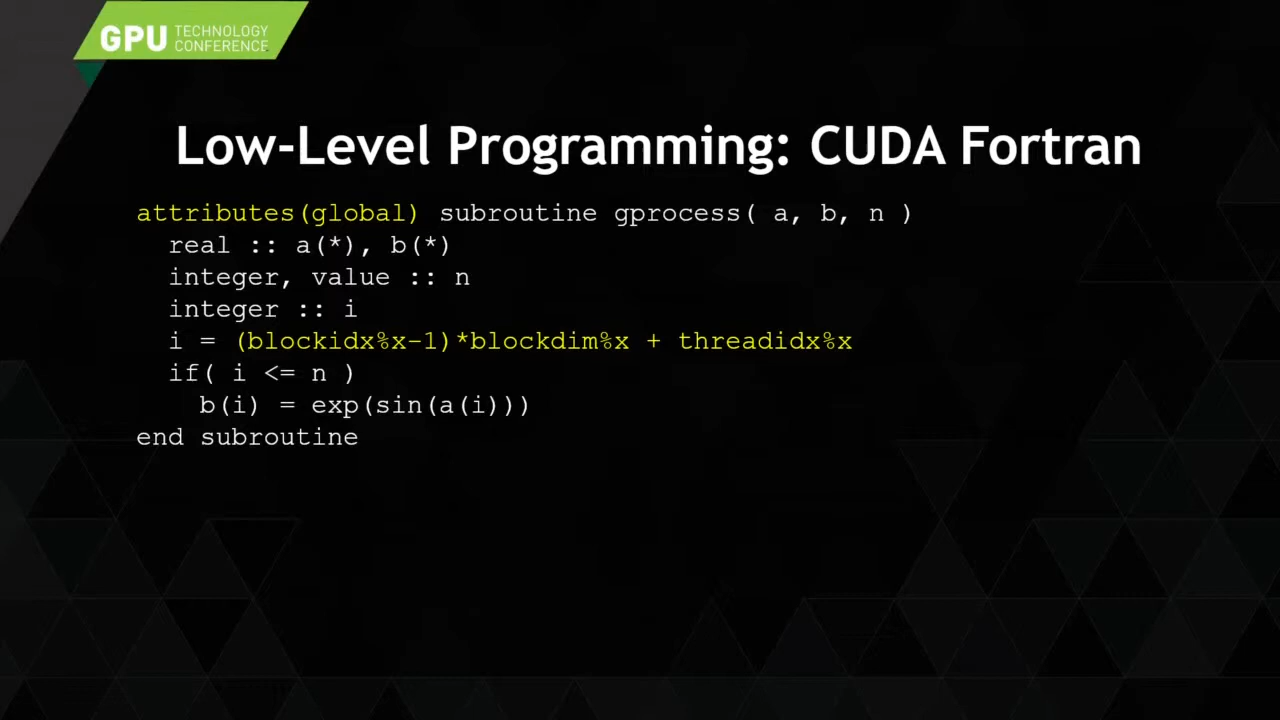 GPU TECHNOLOGY
CONFERENCE
Low-Level Programming: CUDA Fortran
attributes(global) subroutine gprocess( a, b, n )
  real :: a(*), b(*)
  integer, value :: n
  integer :: i
  i = (blockidx%x-1)*blockdim%x + threadidx%x
  if( i <= n )
    b(i) = exp(sin(a(i)))
end subroutine